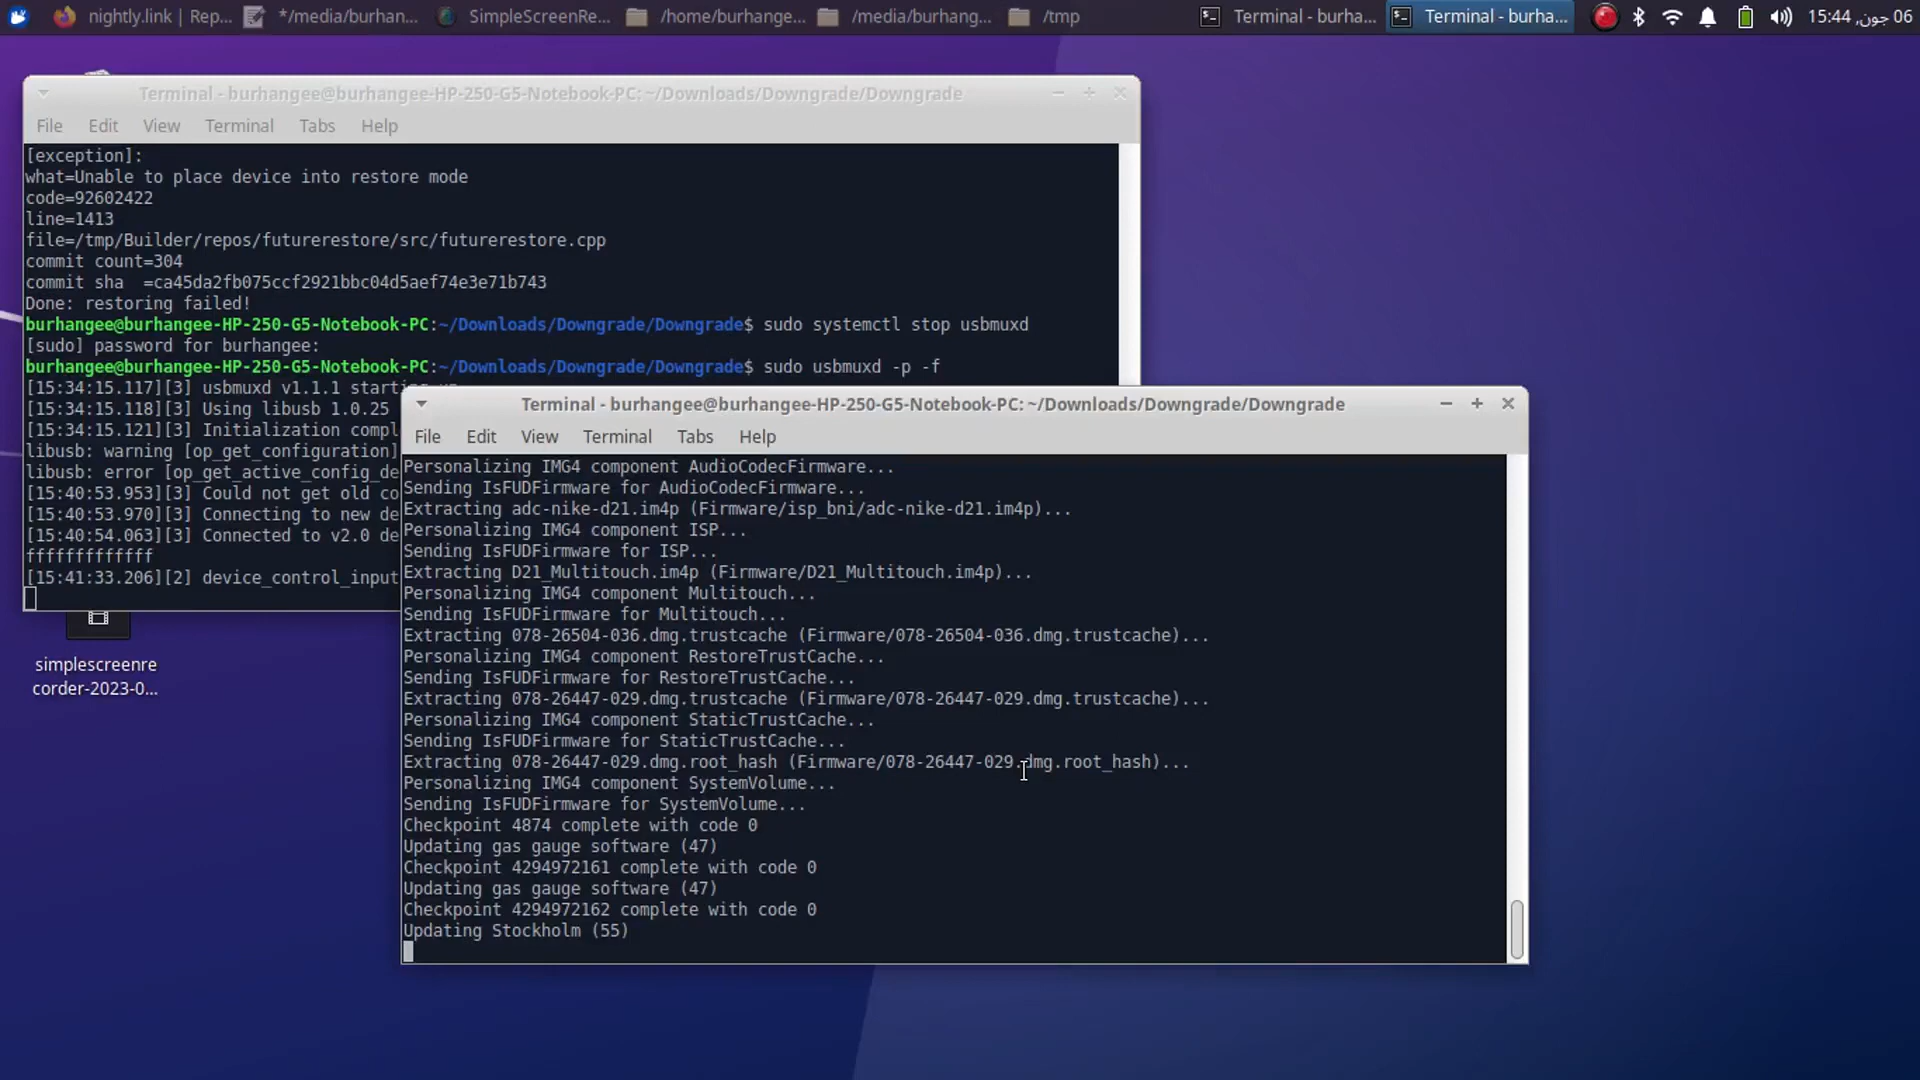 nightly.link | Rep...
*/media/burhan...
SimpleScreenRe...
/home/burhange...
/media/burhang...
/tmp
Terminal - burha...
Terminal - burha...
06 جون, 15:44
Terminal - burhangee@burhangee-HP-250-G5-Notebook-PC: ~/Downloads/Downgrade/Downgrade
File Edit View Terminal Tabs Help
[exception]:
what=Unable to place device into restore mode
code=92602422
line=1413
file=/tmp/Builder/repos/futurerestore/src/futurerestore.cpp
commit count=304
commit sha  =ca45da2fb075ccf2921bbc04d5aef74e3e71b743
Done: restoring failed!
burhangee@burhangee-HP-250-G5-Notebook-PC:~/Downloads/Downgrade/Downgrade$ sudo systemctl stop usbmuxd
[sudo] password for burhangee:
burhangee@burhangee-HP-250-G5-Notebook-PC:~/Downloads/Downgrade/Downgrade$ sudo usbmuxd -p -f
[15:34:15.117][3] usbmuxd v1.1.1 starting up
[15:34:15.118][3] Using libusb 1.0.25
[15:34:15.121][3] Initialization compl
libusb: warning [op_get_configuration]
libusb: error [op_get_active_config_de
[15:40:53.953][3] Could not get old co
[15:40:53.970][3] Connecting to new de
[15:40:54.063][3] Connected to v2.0 de
fffffffffffff
[15:41:33.206][2] device_control_input
Terminal - burhangee@burhangee-HP-250-G5-Notebook-PC: ~/Downloads/Downgrade/Downgrade
File Edit View Terminal Tabs Help
Personalizing IMG4 component AudioCodecFirmware...
Sending IsFUDFirmware for AudioCodecFirmware...
Extracting adc-nike-d21.im4p (Firmware/isp_bni/adc-nike-d21.im4p)...
Personalizing IMG4 component ISP...
Sending IsFUDFirmware for ISP...
Extracting D21_Multitouch.im4p (Firmware/D21_Multitouch.im4p)...
Personalizing IMG4 component Multitouch...
Sending IsFUDFirmware for Multitouch...
Extracting 078-26504-036.dmg.trustcache (Firmware/078-26504-036.dmg.trustcache)...
Personalizing IMG4 component RestoreTrustCache...
Sending IsFUDFirmware for RestoreTrustCache...
Extracting 078-26447-029.dmg.trustcache (Firmware/078-26447-029.dmg.trustcache)...
Personalizing IMG4 component StaticTrustCache...
Sending IsFUDFirmware for StaticTrustCache...
Extracting 078-26447-029.dmg.root_hash (Firmware/078-26447-029.dmg.root_hash)...
Personalizing IMG4 component SystemVolume...
Sending IsFUDFirmware for SystemVolume...
Checkpoint 4874 complete with code 0
Updating gas gauge software (47)
Checkpoint 4294972161 complete with code 0
Updating gas gauge software (47)
Checkpoint 4294972162 complete with code 0
Updating Stockholm (55)
simplescreenre
corder-2023-0...